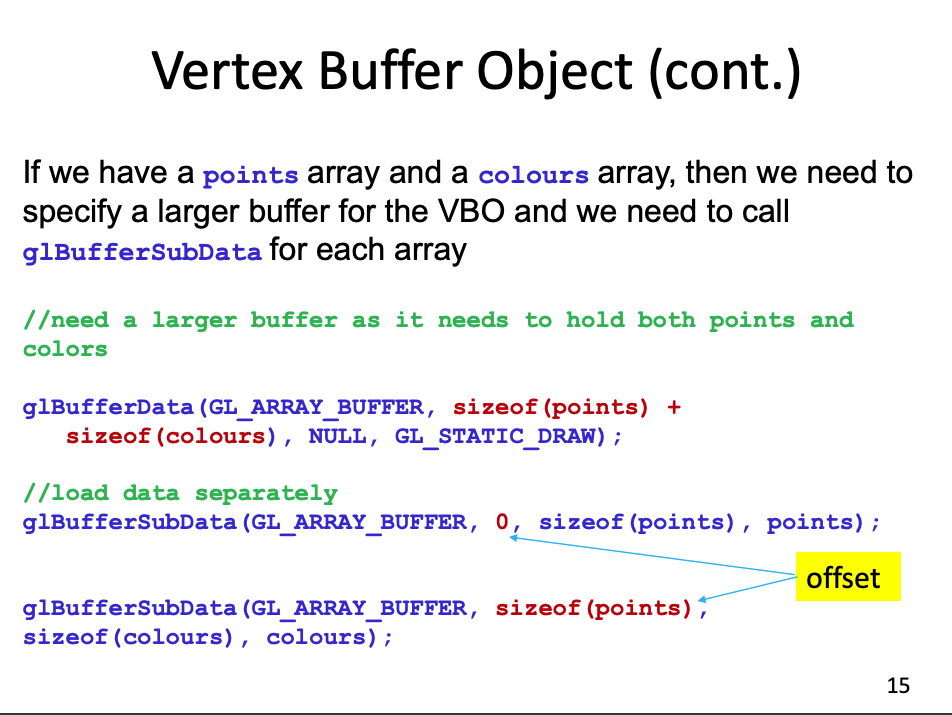 Vertex Buffer Object (cont.)
If we have a points array and a colours array, then we need to
specify a larger buffer for the VBO and we need to call
glBufferSubData for each array
//need a larger buffer as it needs to hold both points and
colors
glBufferData(GL_ARRAY_BUFFER, sizeof(points) +
sizeof(colours), NULL, GL_STATIC_DRAW);
//load data separately
glBufferSubData(GL_ARRAY_BUFFER, 0, sizeof(points), points);
offset
glBufferSubData(GL_ARRAY_BUFFER, sizeof(points),
sizeof(colours), colours);
15